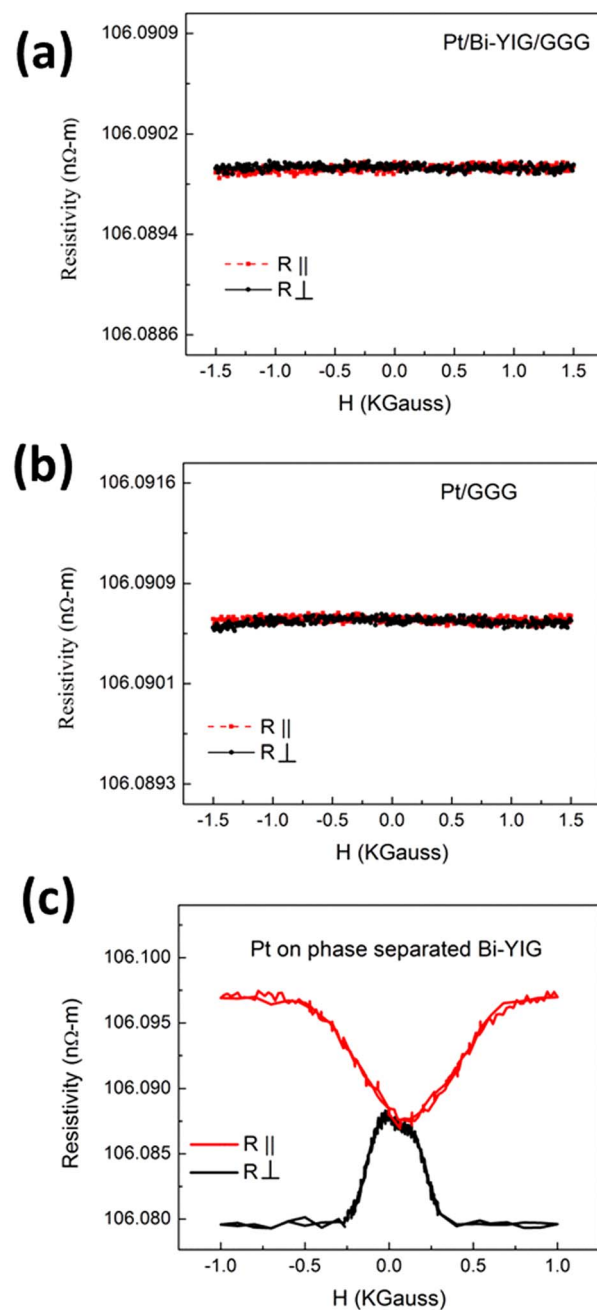 (a)
Pt/Bi-YIG/GGG
Resistivity (nΩ-m)
106.0909
106.0902
106.0894
106.0886
R ||
R⊥
-1.5 -1.0 -0.5 0.0 0.5 1.0 1.5
H (KGauss)
(b)
Pt/GGG
Resistivity (nΩ-m)
106.0916
106.0909
106.0901
106.0893
R ||
R⊥
-1.5 -1.0 -0.5 0.0 0.5 1.0 1.5
H (KGauss)
(c)
Pt on phase separated Bi-YIG
Resistivity (nΩ-m)
106.100
106.095
106.090
106.085
106.080
R ||
R⊥
-1.0 -0.5 0.0 0.5 1.0
H (KGauss)